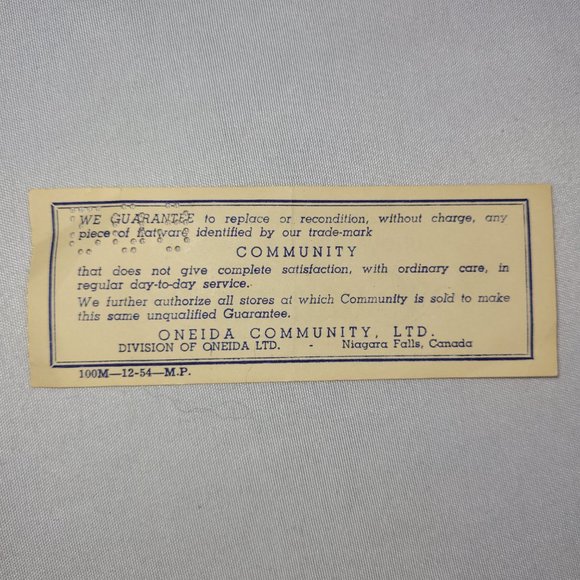 WE GUARANTEE to replace or recondition, without charge, any
piece of flatware identified by our trade-mark
COMMUNITY
that does not give complete satisfaction, with ordinary care, in
regular day-to-day service.
We further authorize all stores at which Community is sold to make
this same unqualified Guarantee.
ONEIDA COMMUNITY, LTD.
DIVISION OF ONEIDA LTD. - Niagara Falls, Canada
100M—12-54—M.P.